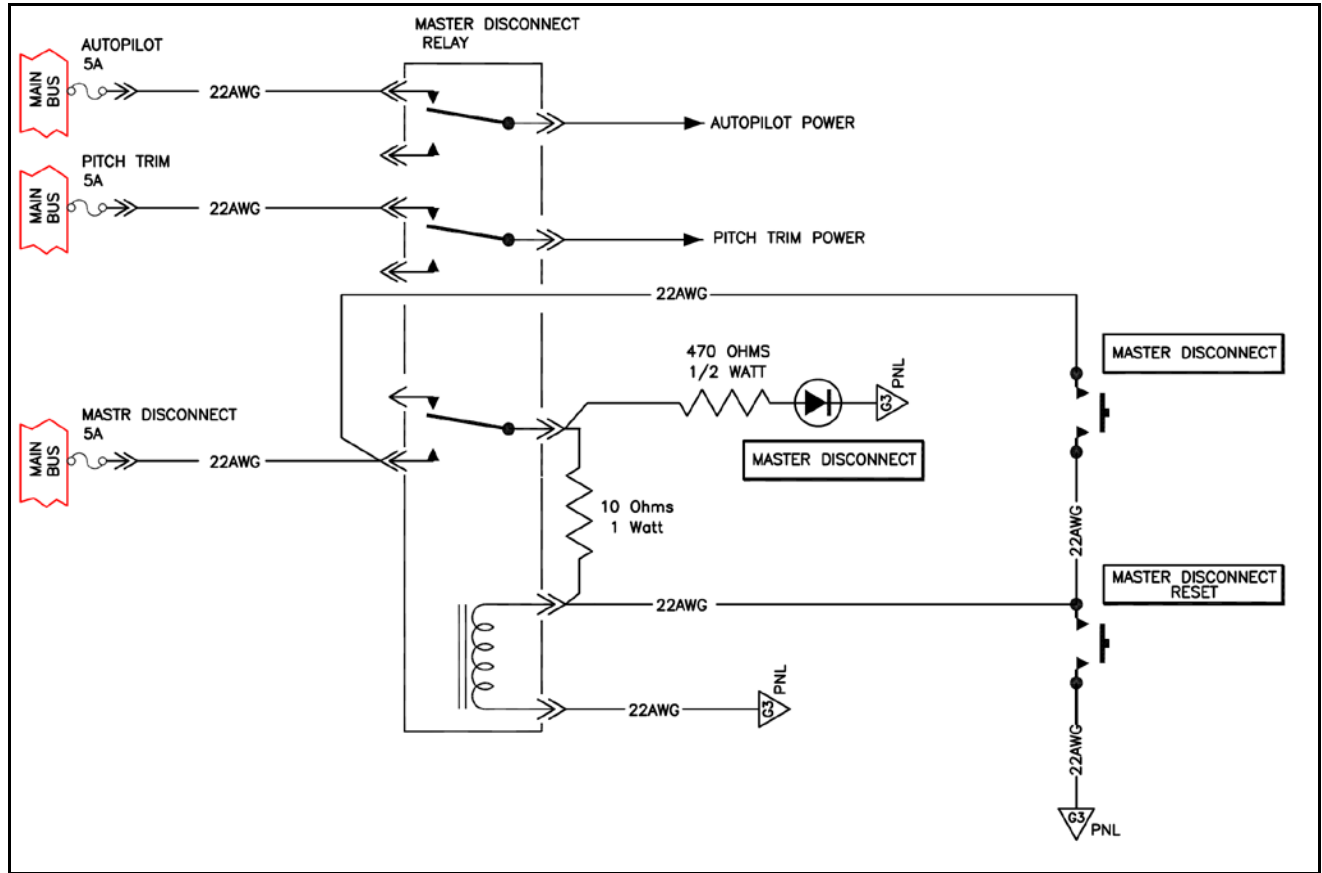 MASTER DISCONNECT
RELAY
AUTOPILOT
5A
MAIN
BUS
22AWG
AUTOPILOT POWER
PITCH TRIM
5A
MAIN
BUS
22AWG
PITCH TRIM POWER
22AWG
MASTER DISCONNECT
470 OHMS
1/2 WATT
G3
PNL
MASTR DISCONNECT
5A
MAIN
BUS
22AWG
MASTER DISCONNECT
10 Ohms
1 Watt
22AWG
MASTER DISCONNECT
RESET
22AWG
22AWG
G3
PNL
22AWG
G3
PNL